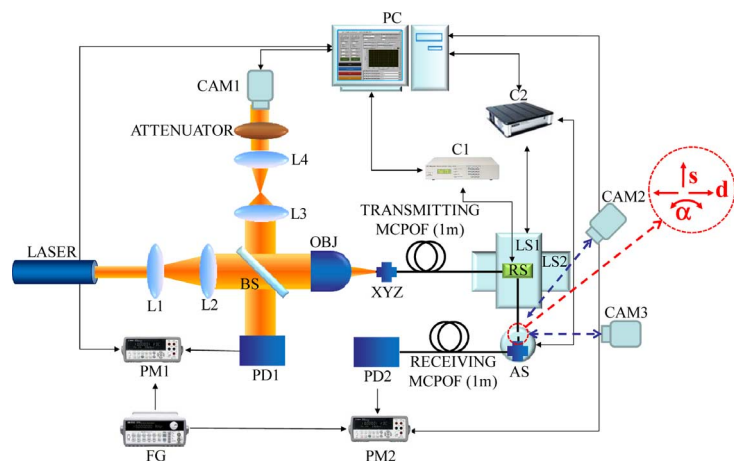 PC
CAM1
C2
ATTENUATOR
C1
L4
s
d
α
CAM2
L3
TRANSMITTING
MCPOF (1m)
LASER
OBJ
LS1
LS2
RS
BS
XYZ
L1
L2
CAM3
PM1
PD1
PD2
RECEIVING
MCPOF (1m)
AS
FG
PM2